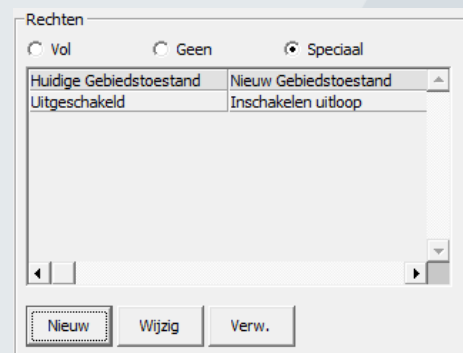 Rechten
Vol Geen Speciaal
Huidige Gebiedstoestand Nieuw Gebiedstoestand
Uitgeschakeld Inschakelen uitloop
Nieuw Wijzig Verw.